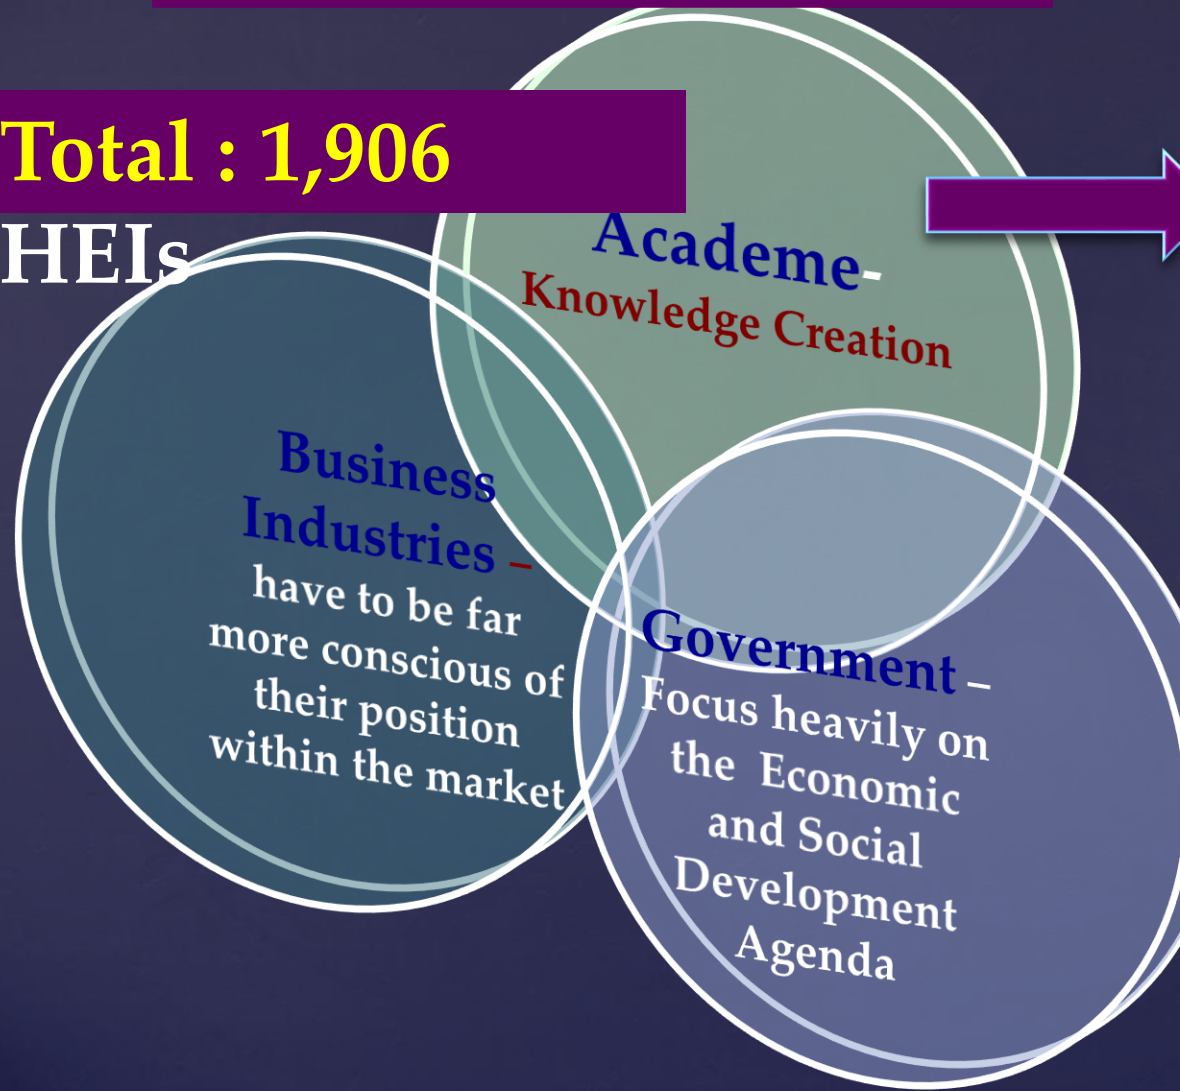 Total : 1,906
HEIs
Academe-
Knowledge Creation
Business
Industries –
have to be far
more conscious of
their position
within the market
Government –
Focus heavily on
the Economic
and Social
Development
Agenda